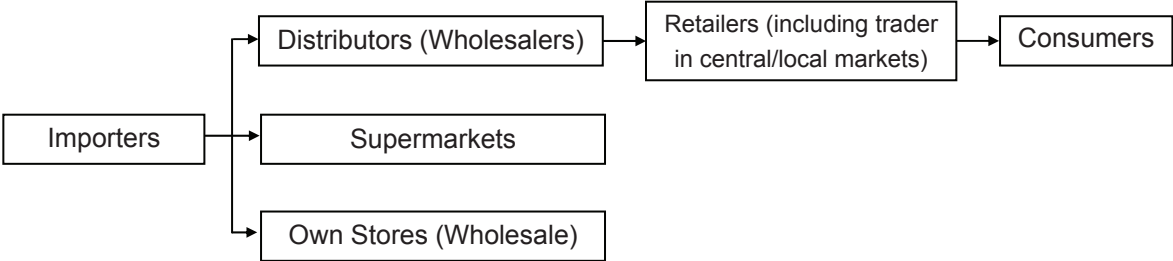 Distributors (Wholesalers)
Retailers (including trader
in central/local markets)
Consumers
Importers
Supermarkets
Own Stores (Wholesale)